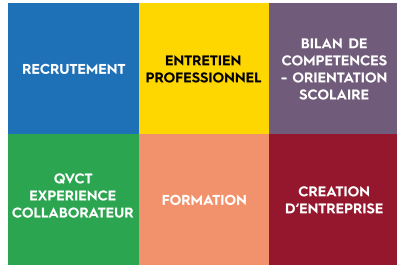 RECRUTEMENT
ENTRETIEN
PROFESSIONNEL
BILAN DE
COMPETENCES
- ORIENTATION
SCOLAIRE
QVCT
EXPERIENCE
COLLABORATEUR
FORMATION
CREATION
D'ENTREPRISE